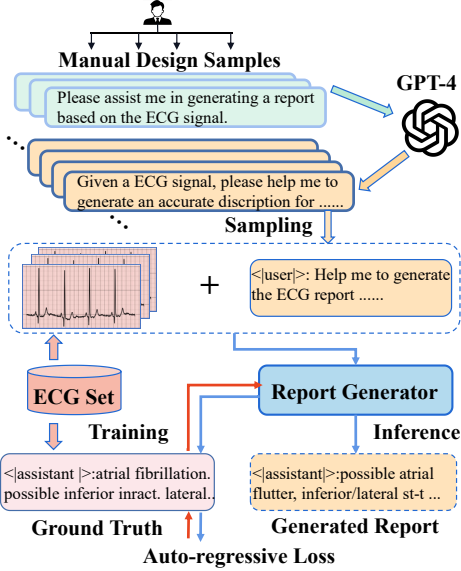 Manual Design Samples
Please assist me in generating a report
based on the ECG signal.
GPT-4
Given a ECG signal, please help me to
generate an accurate discription for ......
Sampling
+
<|user|>: Help me to generate
the ECG report ......
ECG Set
Report Generator
Training
Inference
<|assistant |>:atrial fibrillation.
possible inferior inract. lateral..
<|assistant|>:possible atrial
flutter, inferior/lateral st-t ...
Ground Truth
Generated Report
Auto-regressive Loss